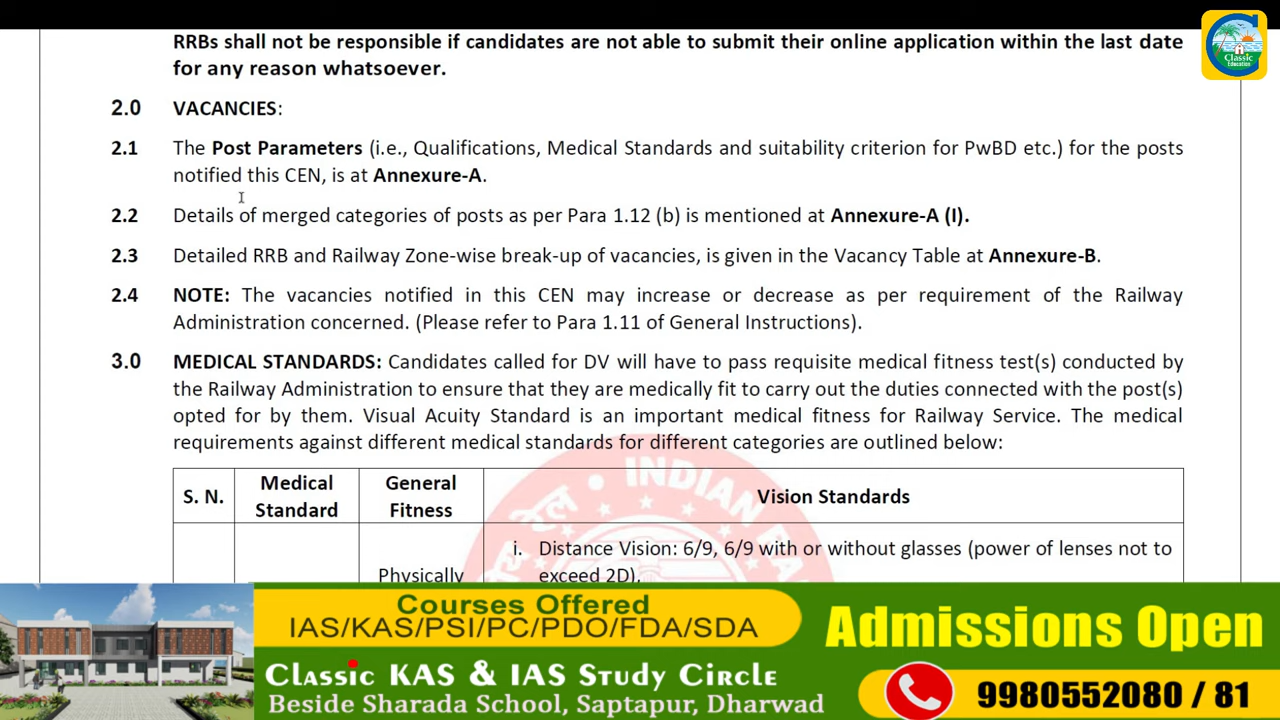 RRBs shall not be responsible if candidates are not able to submit their online application within the last date
for any reason whatsoever.
2.0 VACANCIES:
2.1 The Post Parameters (i.e., Qualifications, Medical Standards and suitability criterion for PwBD etc.) for the posts
notified this CEN, is at Annexure-A.
2.2 Details of merged categories of posts as per Para 1.12 (b) is mentioned at Annexure-A (I).
2.3 Detailed RRB and Railway Zone-wise break-up of vacancies, is given in the Vacancy Table at Annexure-B.
2.4 NOTE: The vacancies notified in this CEN may increase or decrease as per requirement of the Railway
Administration concerned. (Please refer to Para 1.11 of General Instructions).
3.0 MEDICAL STANDARDS: Candidates called for DV will have to pass requisite medical fitness test(s) conducted by
the Railway Administration to ensure that they are medically fit to carry out the duties connected with the post(s)
opted for by them. Visual Acuity Standard is an important medical fitness for Railway Service. The medical
requirements against different medical standards for different categories are outlined below:
S. N. Medical Standard General Fitness Vision Standards
Physically
i. Distance Vision: 6/9, 6/9 with or without glasses (power of lenses not to
exceed 2D),
रेल • INDIAN
Classic
Education
Courses Offered
IAS/KAS/PSI/PC/PDO/FDA/SDA
Classic KAS & IAS Study Circle
Beside Sharada School, Saptapur, Dharwad
Admissions Open
9980552080 / 81